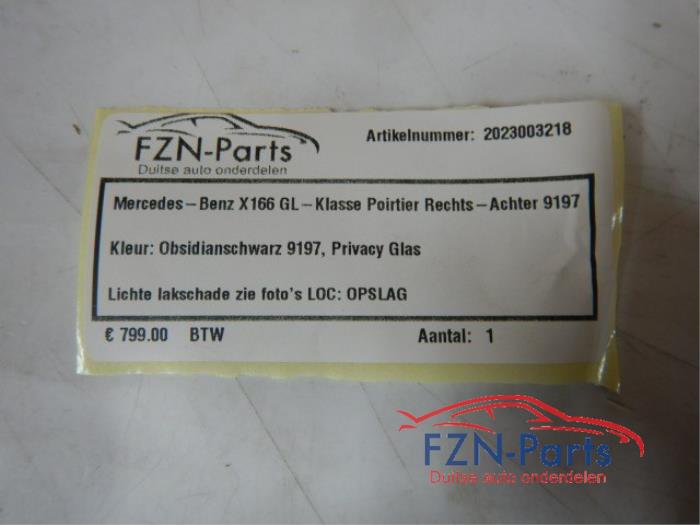 FZN-Parts
Duitse auto onderdelen
Artikelnummer: 2023003218
Mercedes-Benz X166 GL-Klasse Poirtier Rechts-Achter 9197
Kleur: Obsidianschwarz 9197, Privacy Glas
Lichte lakschade zie foto's LOC: OPSLAG
€ 799.00 BTW
Aantal: 1
FZN-Parts
Duitse auto onderdelen